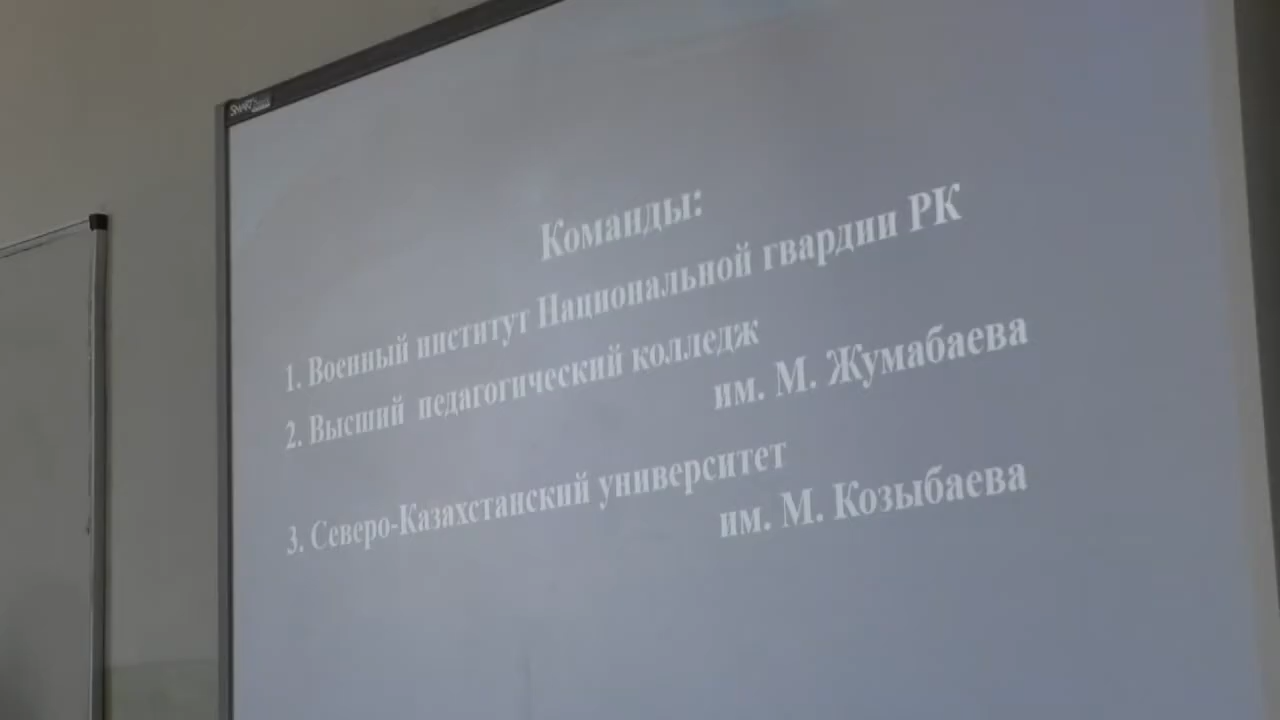 SMART
Команды:
1. Военный институт Национальной гвардии РК
2. Высший педагогический колледж
им. М. Жумабаева
3. Северо-Казахстанский университет
им. М. Козыбаева